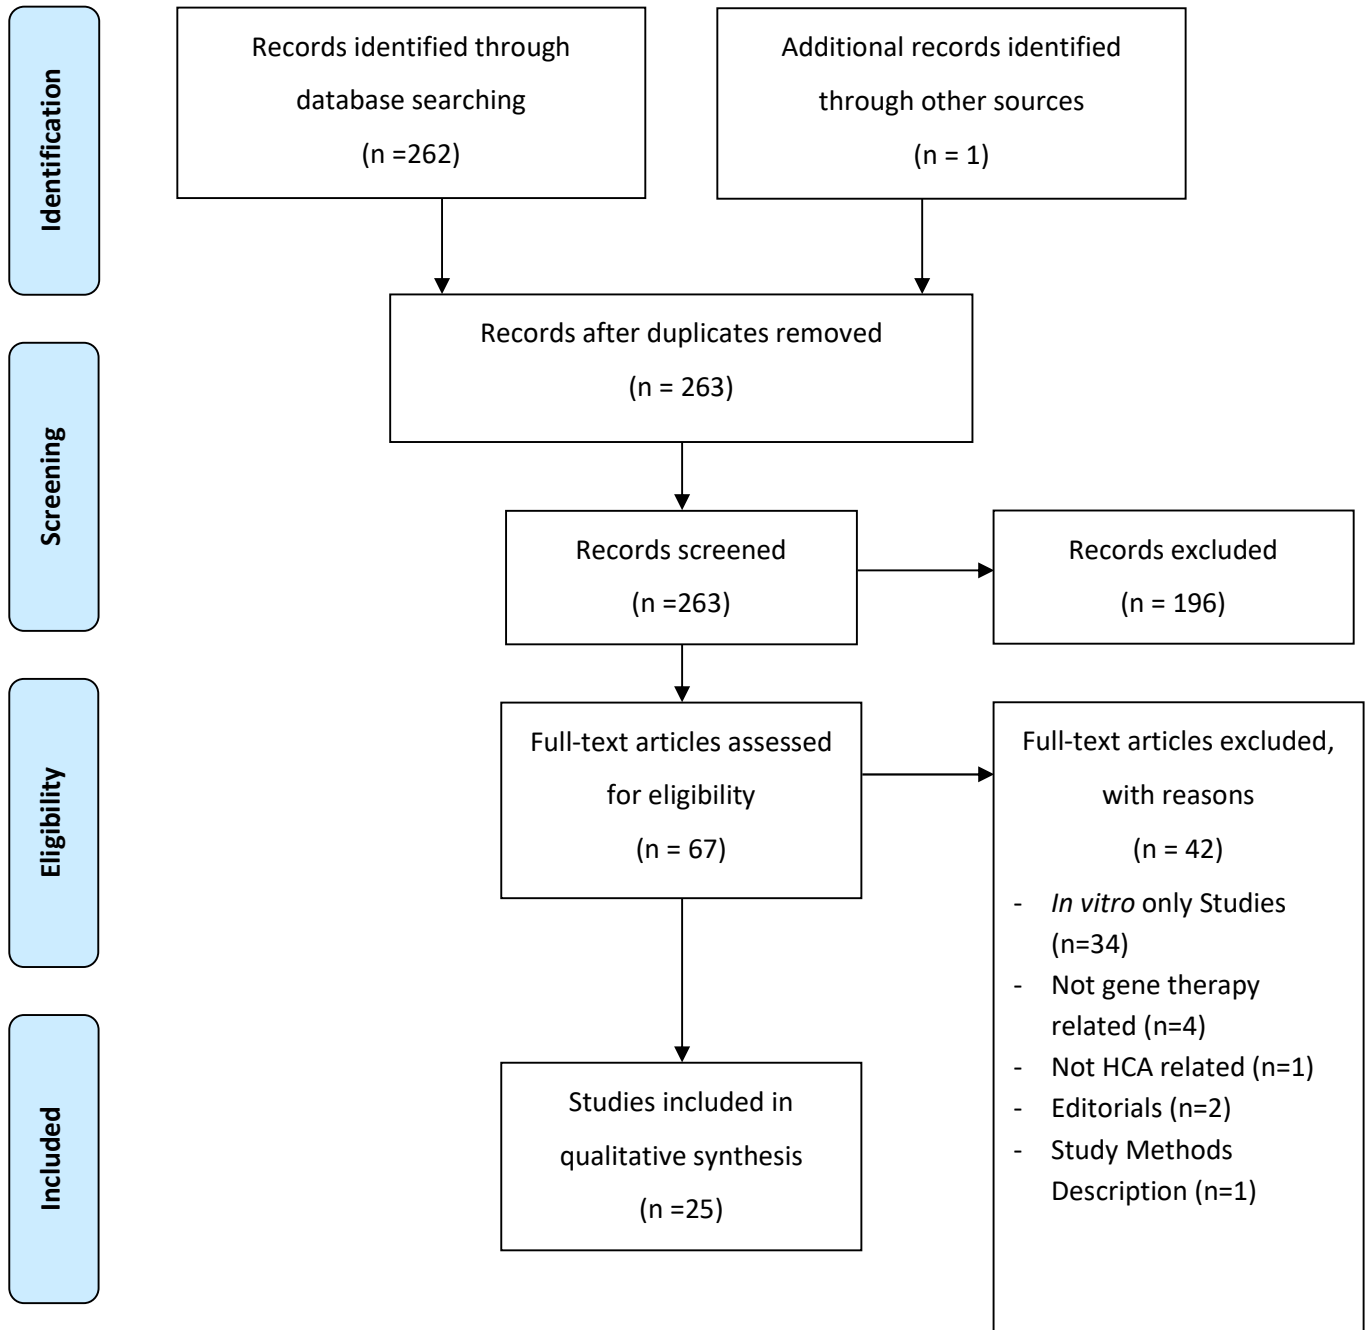 Identification
Records identified through
database searching
(n =262)
Additional records identified
through other sources
(n = 1)
Records after duplicates removed
(n = 263)
Screening
Records screened
(n =263)
Records excluded
(n = 196)
Eligibility
Full-text articles assessed
for eligibility
(n = 67)
Full-text articles excluded,
with reasons
(n = 42)
- In vitro only Studies
(n=34)
- Not gene therapy
related (n=4)
- Not HCA related (n=1)
- Editorials (n=2)
- Study Methods
Description (n=1)
Included
Studies included in
qualitative synthesis
(n =25)